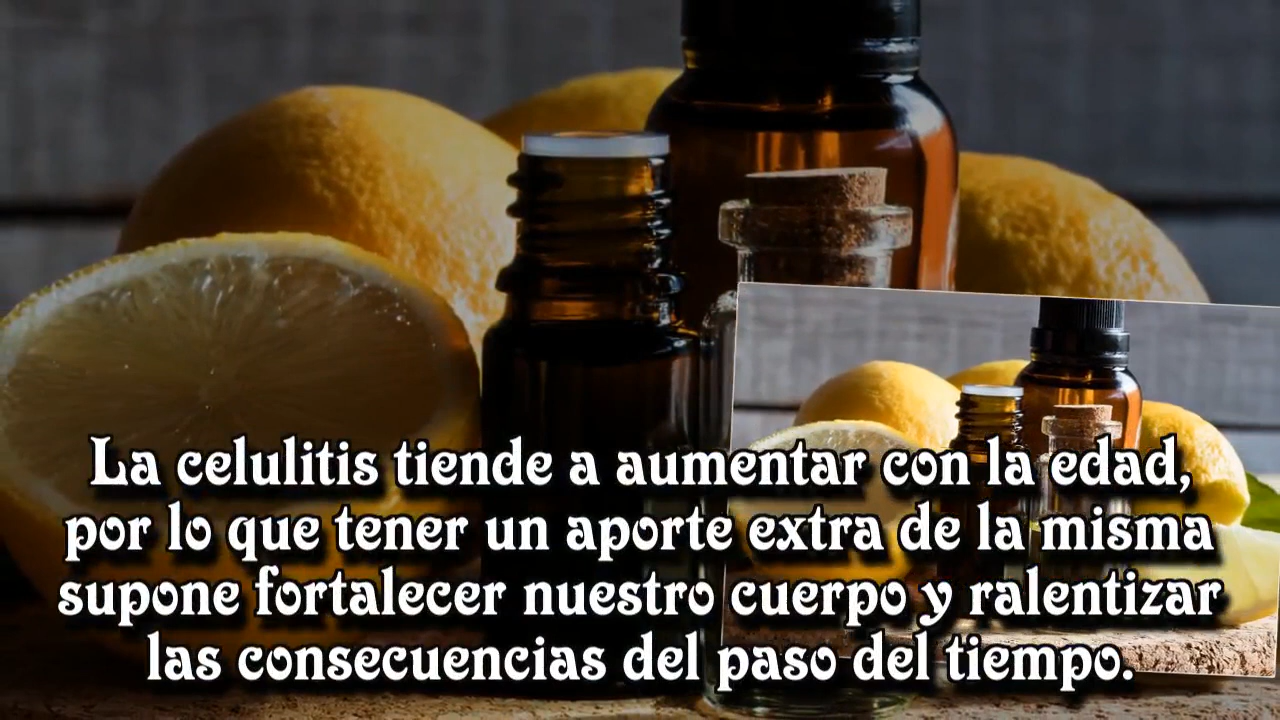 La celulitis tiende a aumentar con la edad,
por lo que tener un aporte extra de la misma
supone fortalecer nuestro cuerpo y ralentizar
las consecuencias del paso del tiempo.